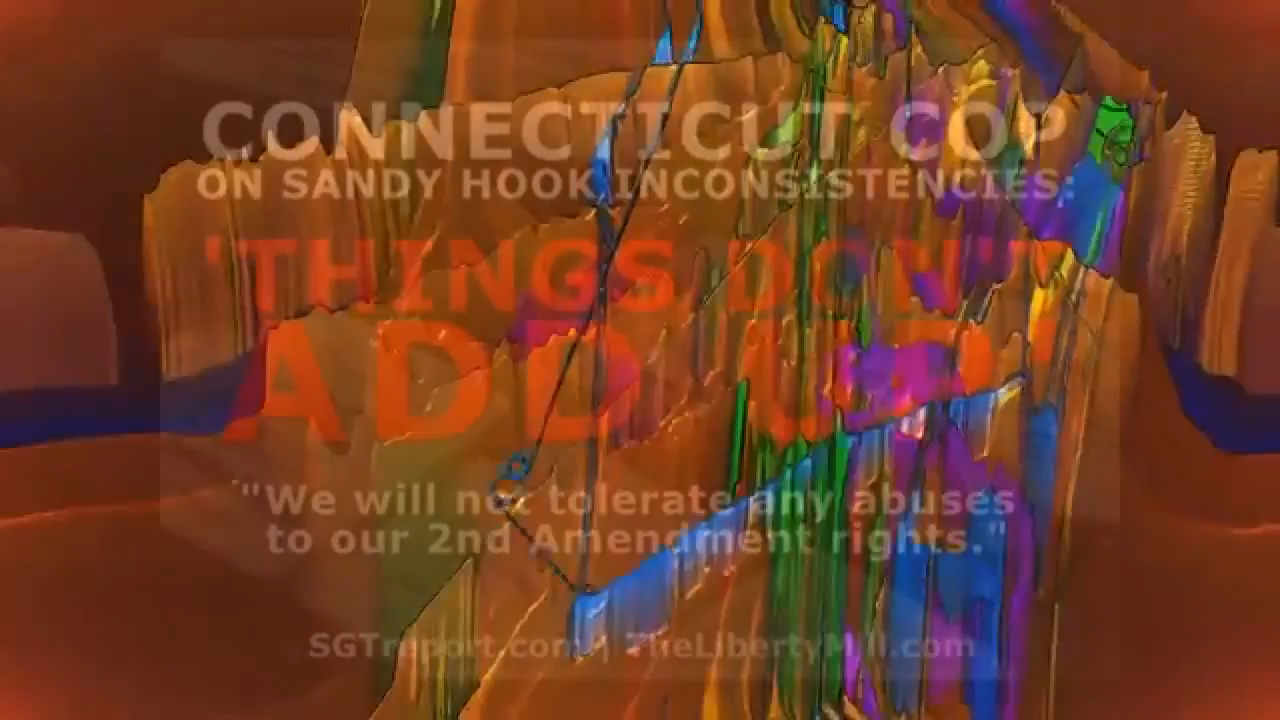 CONNECTICUT COP
ON SANDY HOOK INCONSISTENCIES:
'THINGS DON'T
ADD UP'
"We will not tolerate any abuses
to our 2nd Amendment rights."
SGTreport.com | TheLibertyMill.com